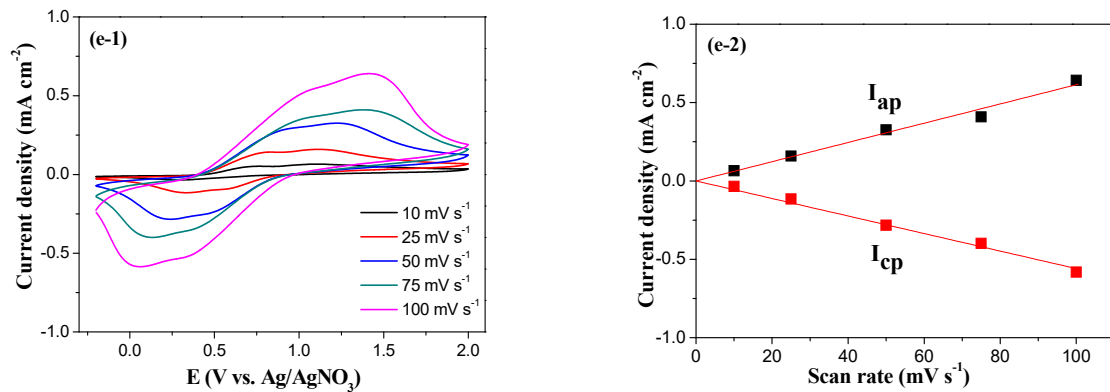 (e-1)
1.0
0.5
0.0
-0.5
-1.0
Current density (mA cm⁻²)
10 mV s⁻¹
25 mV s⁻¹
50 mV s⁻¹
75 mV s⁻¹
100 mV s⁻¹
0.0 0.5 1.0 1.5 2.0
E (V vs. Ag/AgNO₃)
(e-2)
1.0
0.5
0.0
-0.5
-1.0
Current density (mA cm⁻²)
Iap
Icp
0 20 40 60 80 100
Scan rate (mV s⁻¹)